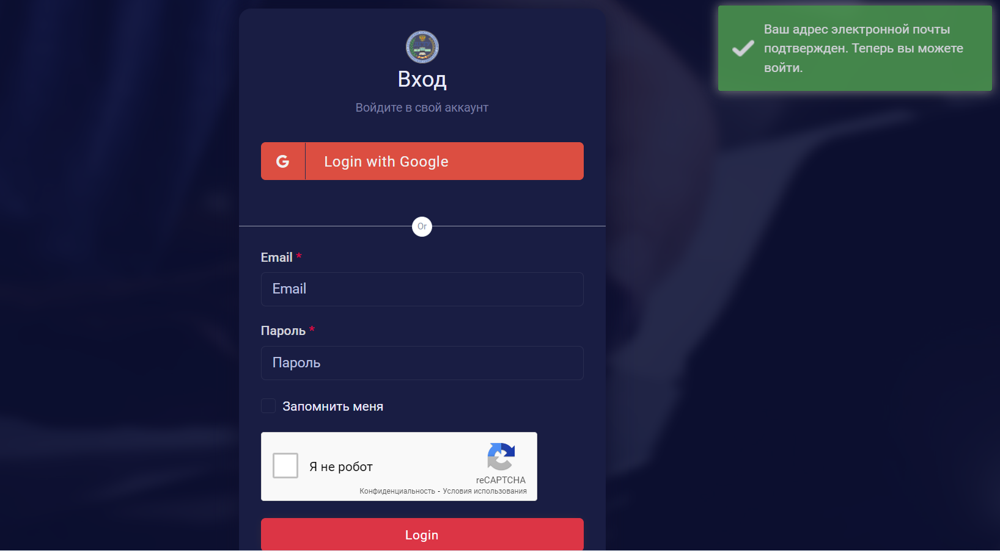 Вход
Войдите в свой аккаунт
Login with Google
Or
Email *
Email
Пароль *
Пароль
Запомнить меня
Я не робот
reCAPTCHA
Конфиденциальность - Условия использования
Login
Ваш адрес электронной почты
подтвержден. Теперь вы можете
войти.